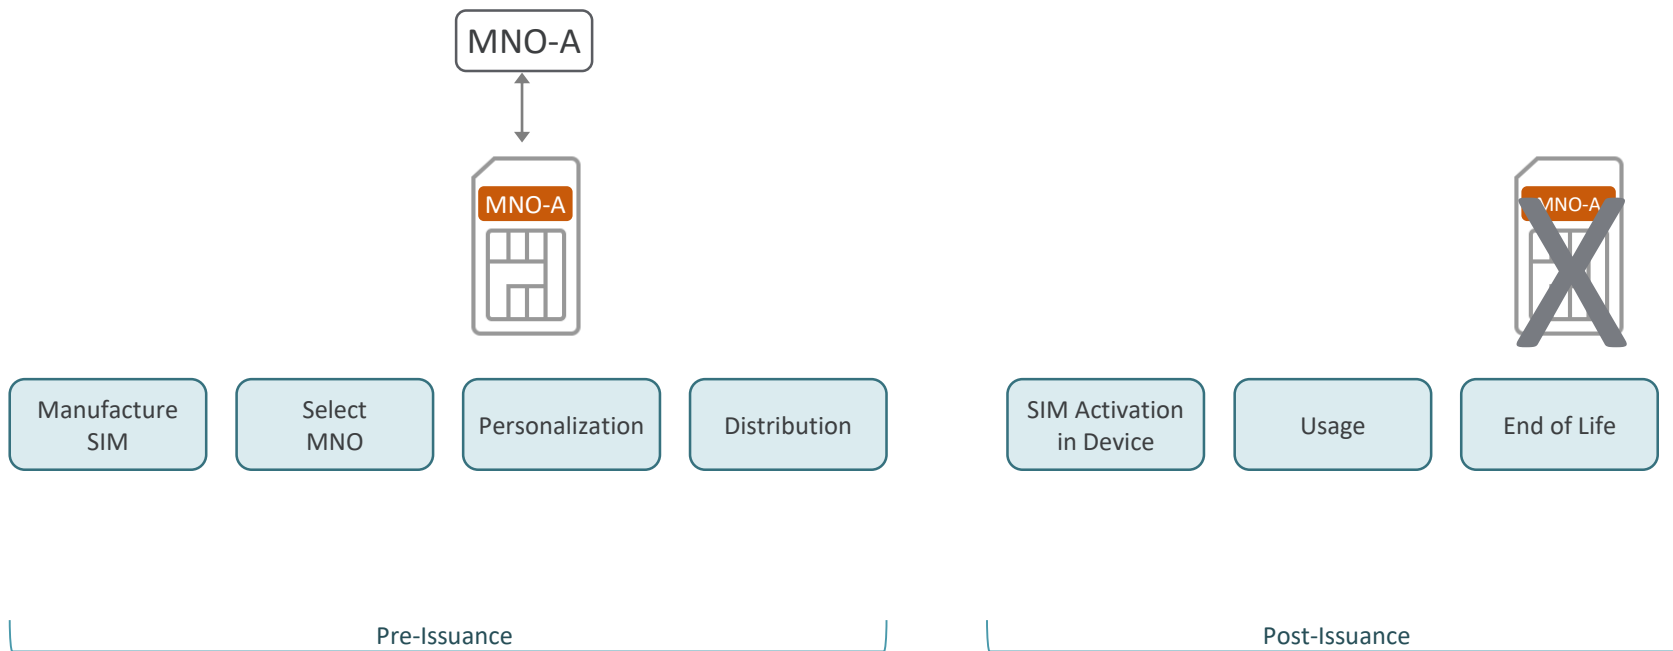 MNO-A
MNO-A
MNO-A
Manufacture
SIM
Select
MNO
Personalization
Distribution
SIM Activation
in Device
Usage
End of Life
Pre-Issuance
Post-Issuance